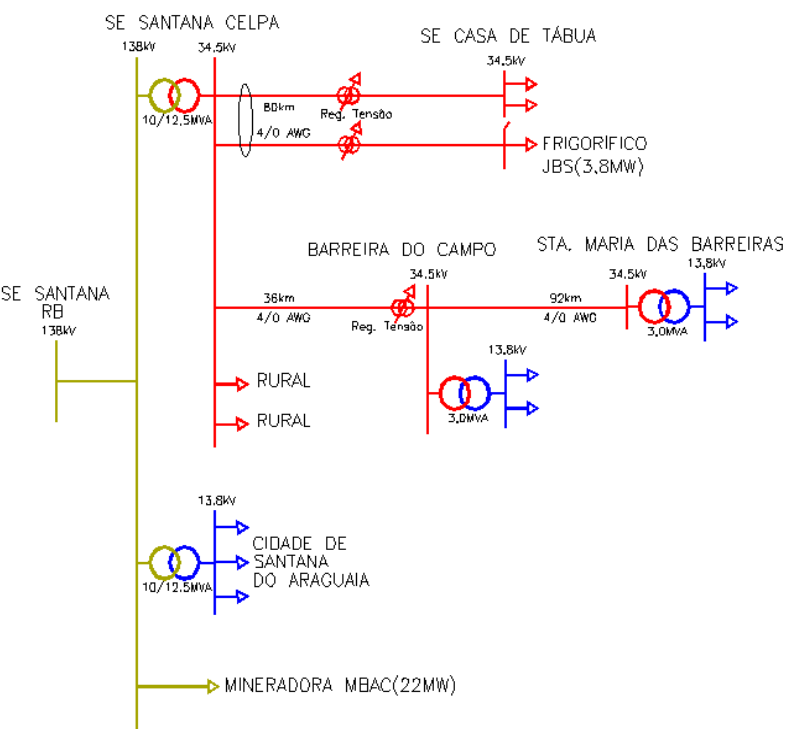 SE SANTANA CELPA
138kV
34.5kV
SE CASA DE TÁBUA
34.5kV
80km
Reg. Tensão
10/12.5MVA
4/0 AWG
FRIGORÍFICO
JBS(3.8MW)
BARREIRA DO CAMPO
STA. MARIA DAS BARREIRAS
34.5kV
34.5kV
13.8kV
SE SANTANA
RB
138kV
36km
4/0 AWG
Reg. Tensão
92km
4/0 AWG
3.0MVA
13.8kV
RURAL
3.0MVA
RURAL
13.8kV
CIDADE DE
SANTANA
DO ARAGUAIA
10/12.5MVA
MINERADORA MBAC(22MW)